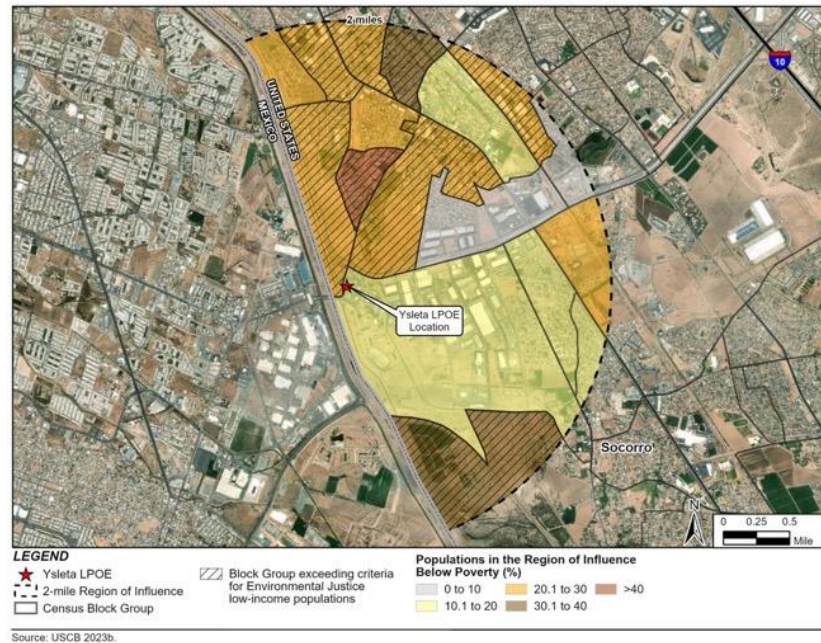 2 miles
10
UNITED STATES
MEXICO
Ysleta LPOE
Location
Socorro
N
0 0.25 0.5
Mile
LEGEND
Ysleta LPOE
2-mile Region of Influence
Census Block Group
Block Group exceeding criteria
for Environmental Justice
low-income populations
Populations in the Region of Influence
Below Poverty (%)
0 to 10
10.1 to 20
20.1 to 30
30.1 to 40
>40
Source: USCB 2023b.